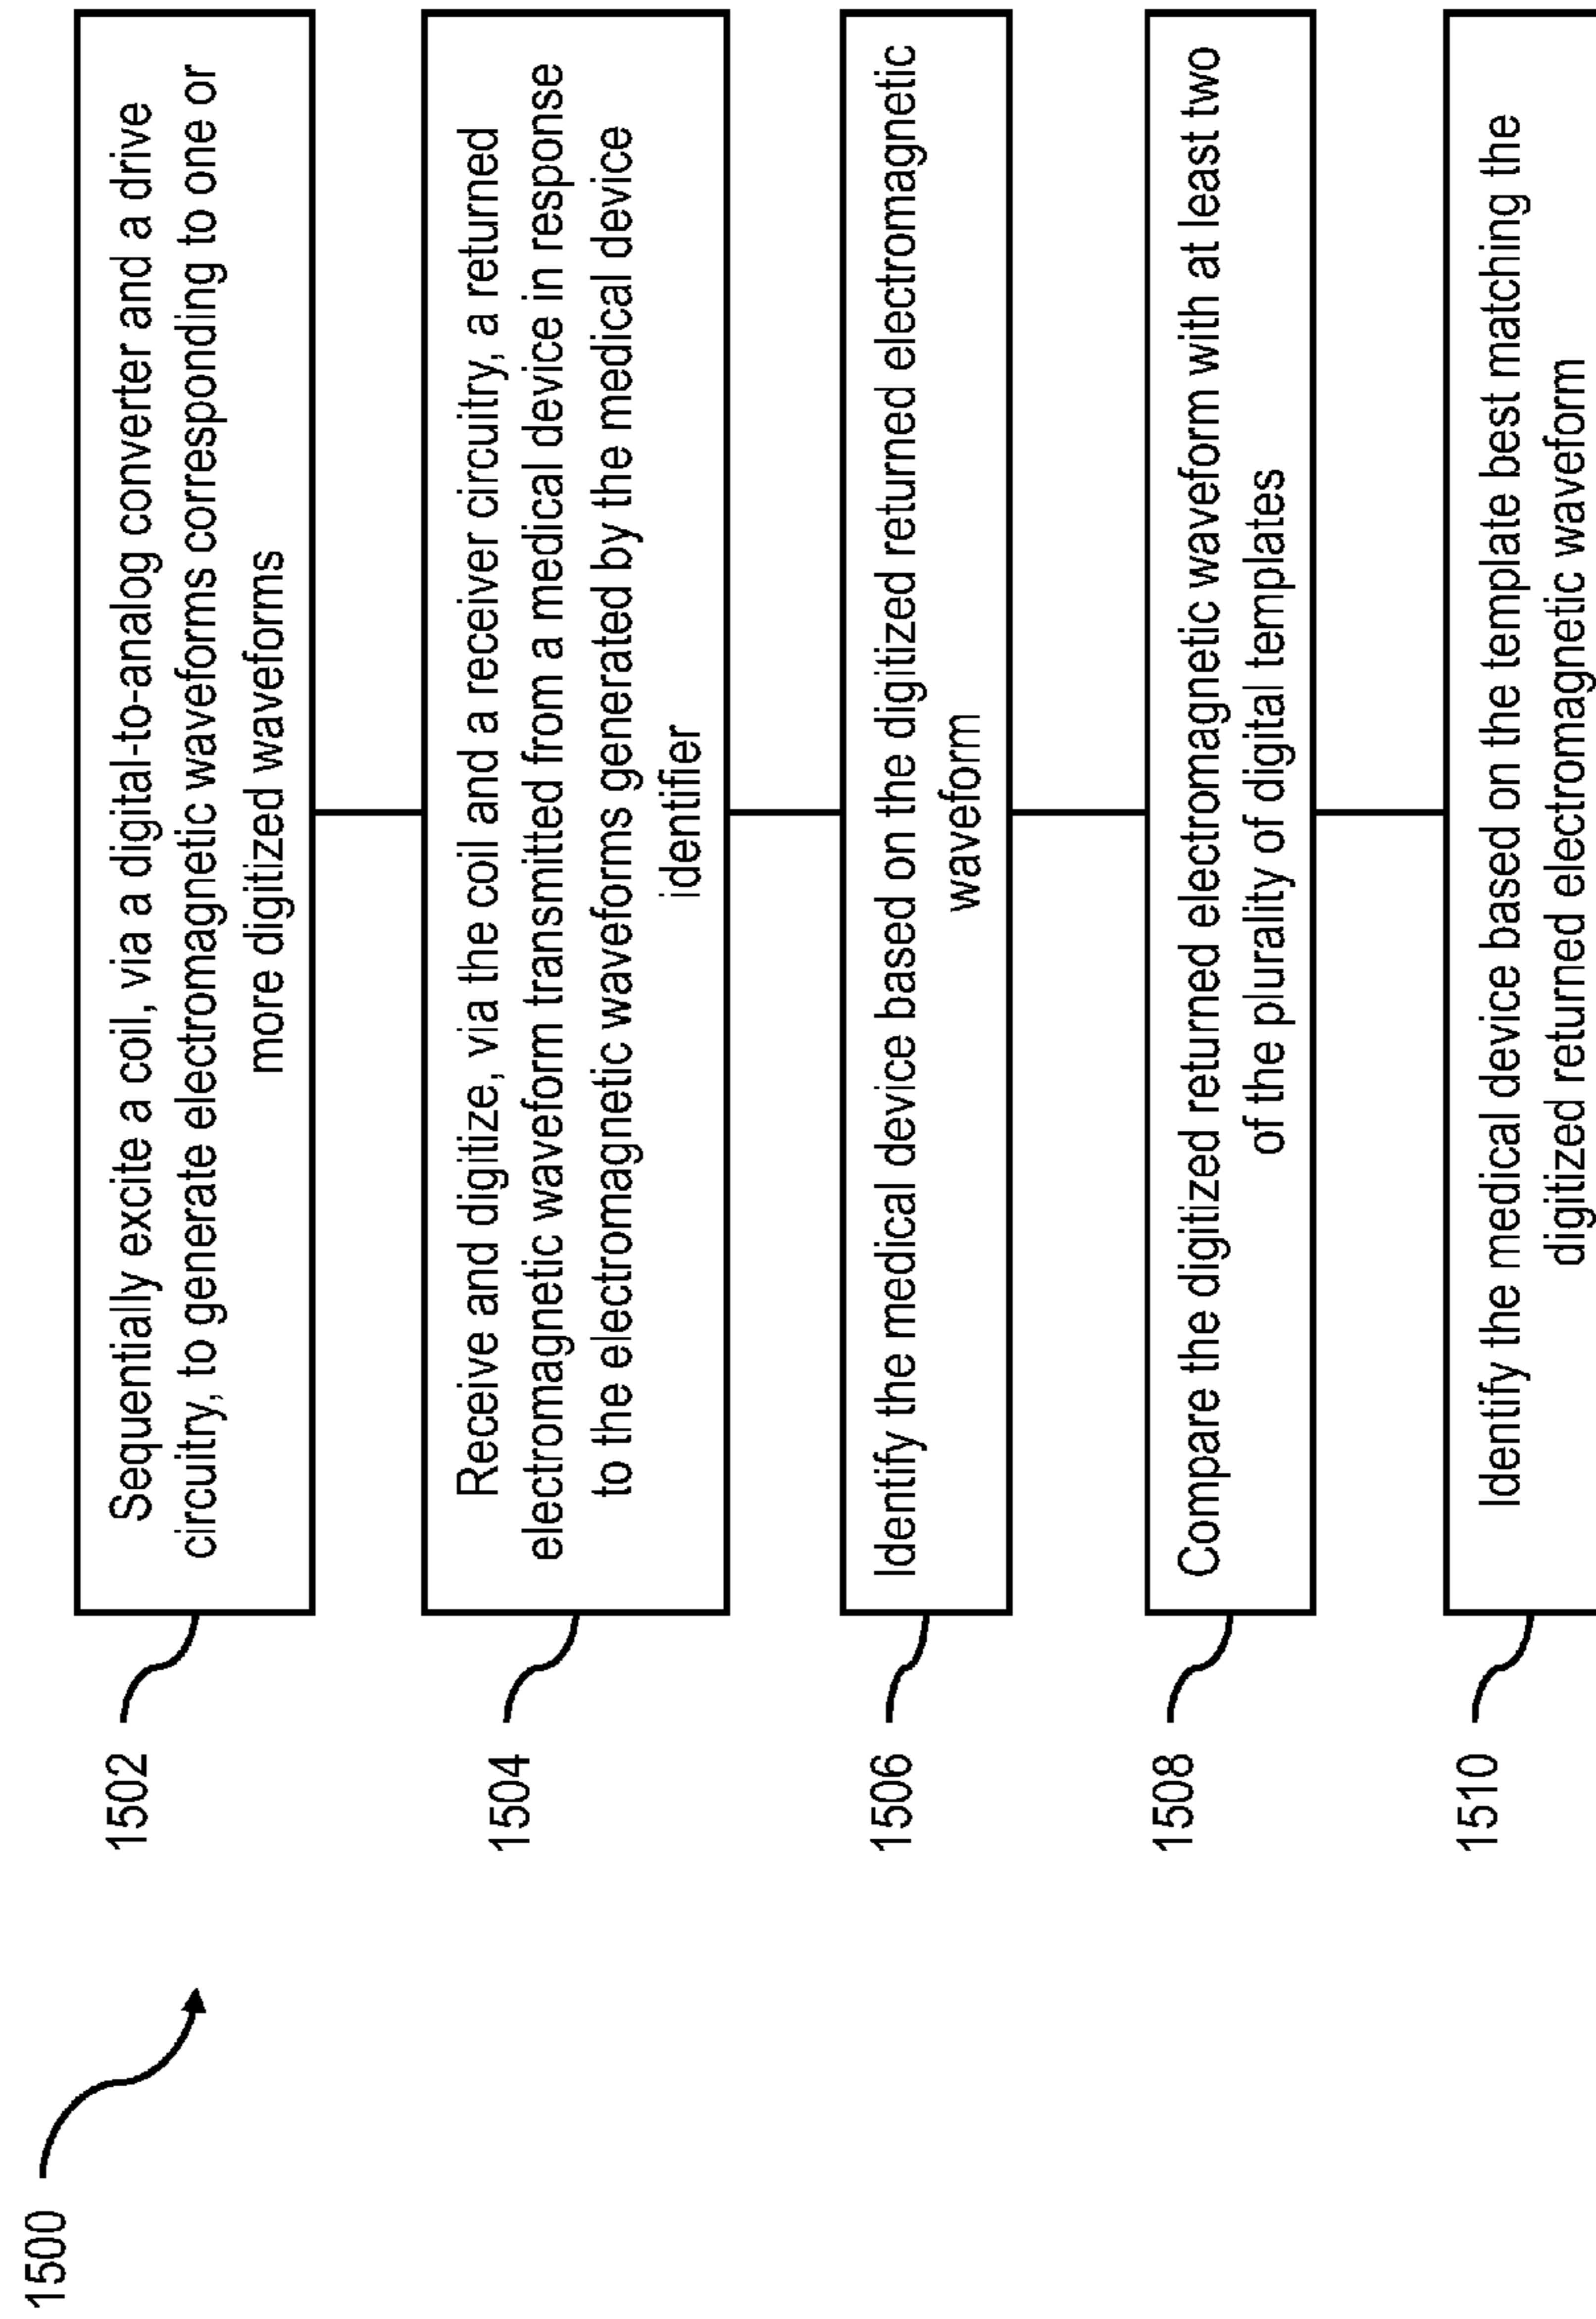 1500
1502
Sequentially excite a coil, via a digital-to-analog converter and a drive
circuitry, to generate electromagnetic waveforms corresponding to one or
more digitized waveforms
1504
Receive and digitize, via the coil and a receiver circuitry, a returned
electromagnetic waveform transmitted from a medical device in response
to the electromagnetic waveforms generated by the medical device
identifier
1506
Identify the medical device based on the digitized returned electromagnetic
waveform
1508
Compare the digitized returned electromagnetic waveform with at least two
of the plurality of digital templates
1510
Identify the medical device based on the template best matching the
digitized returned electromagnetic waveform